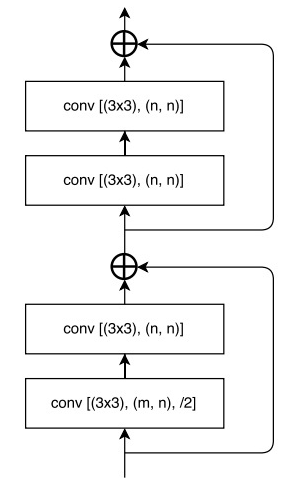 conv [(3x3), (n, n)]
conv [(3x3), (n, n)]
conv [(3x3), (n, n)]
conv [(3x3), (m, n), /2]